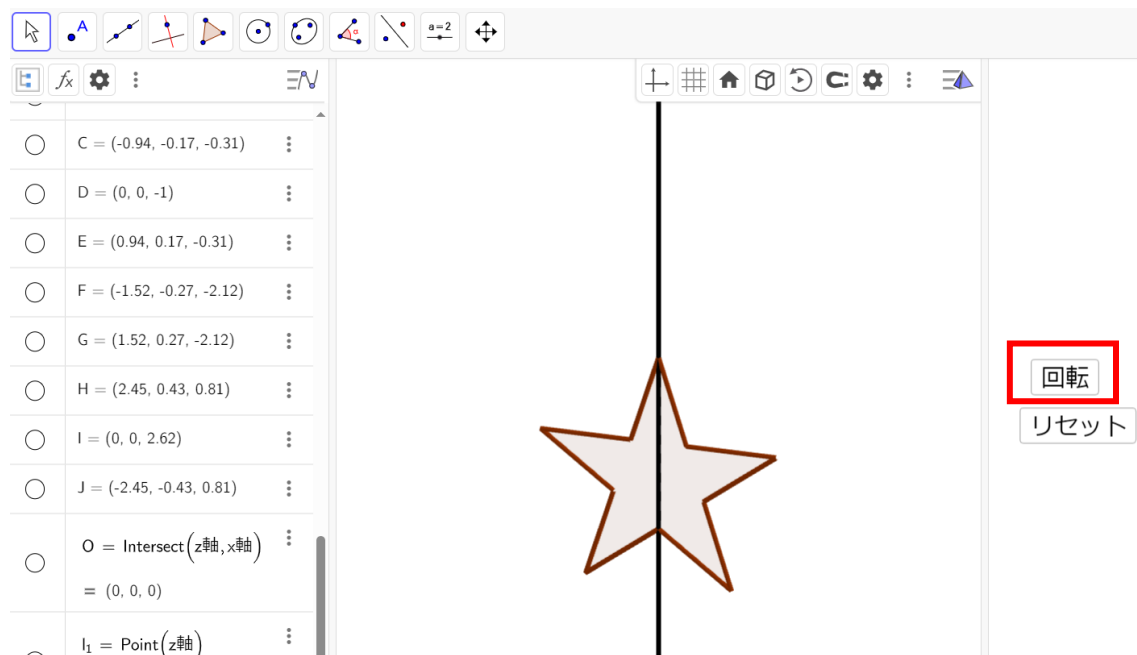 A
α
a=2
fx
C = (-0.94, -0.17, -0.31)
D = (0, 0, -1)
E = (0.94, 0.17, -0.31)
F = (-1.52, -0.27, -2.12)
G = (1.52, 0.27, -2.12)
H = (2.45, 0.43, 0.81)
I = (0, 0, 2.62)
J = (-2.45, -0.43, 0.81)
O = Intersect(z軸,x軸)
= (0, 0, 0)
I₁ = Point(z軸)
回転
リセット